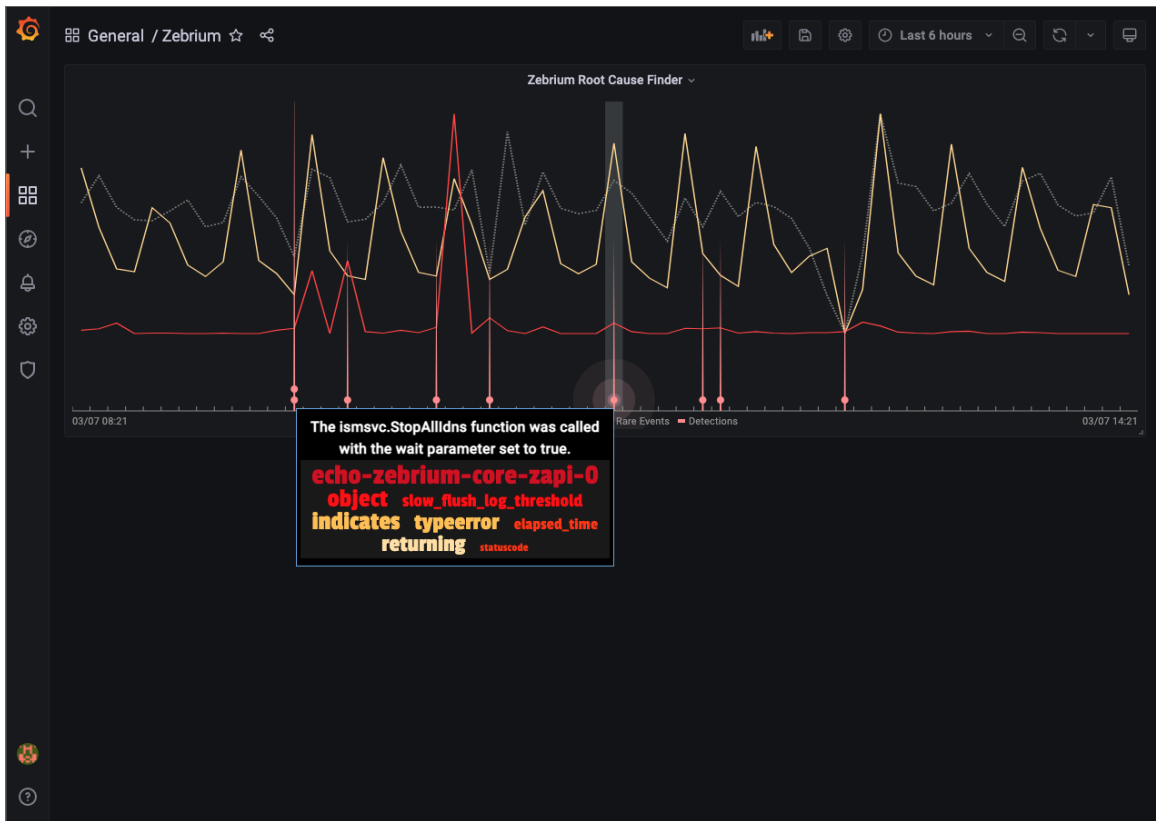 General / Zebrium
Last 6 hours
Zebrium Root Cause Finder
03/07 08:21
Rare Events
Detections
03/07 14:21
The ismsvc.StopAllIdns function was called
with the wait parameter set to true.
echo-zebrium-core-zapi-0
object slow_flush_log_threshold
indicates typeerror elapsed_time
returning statuscode